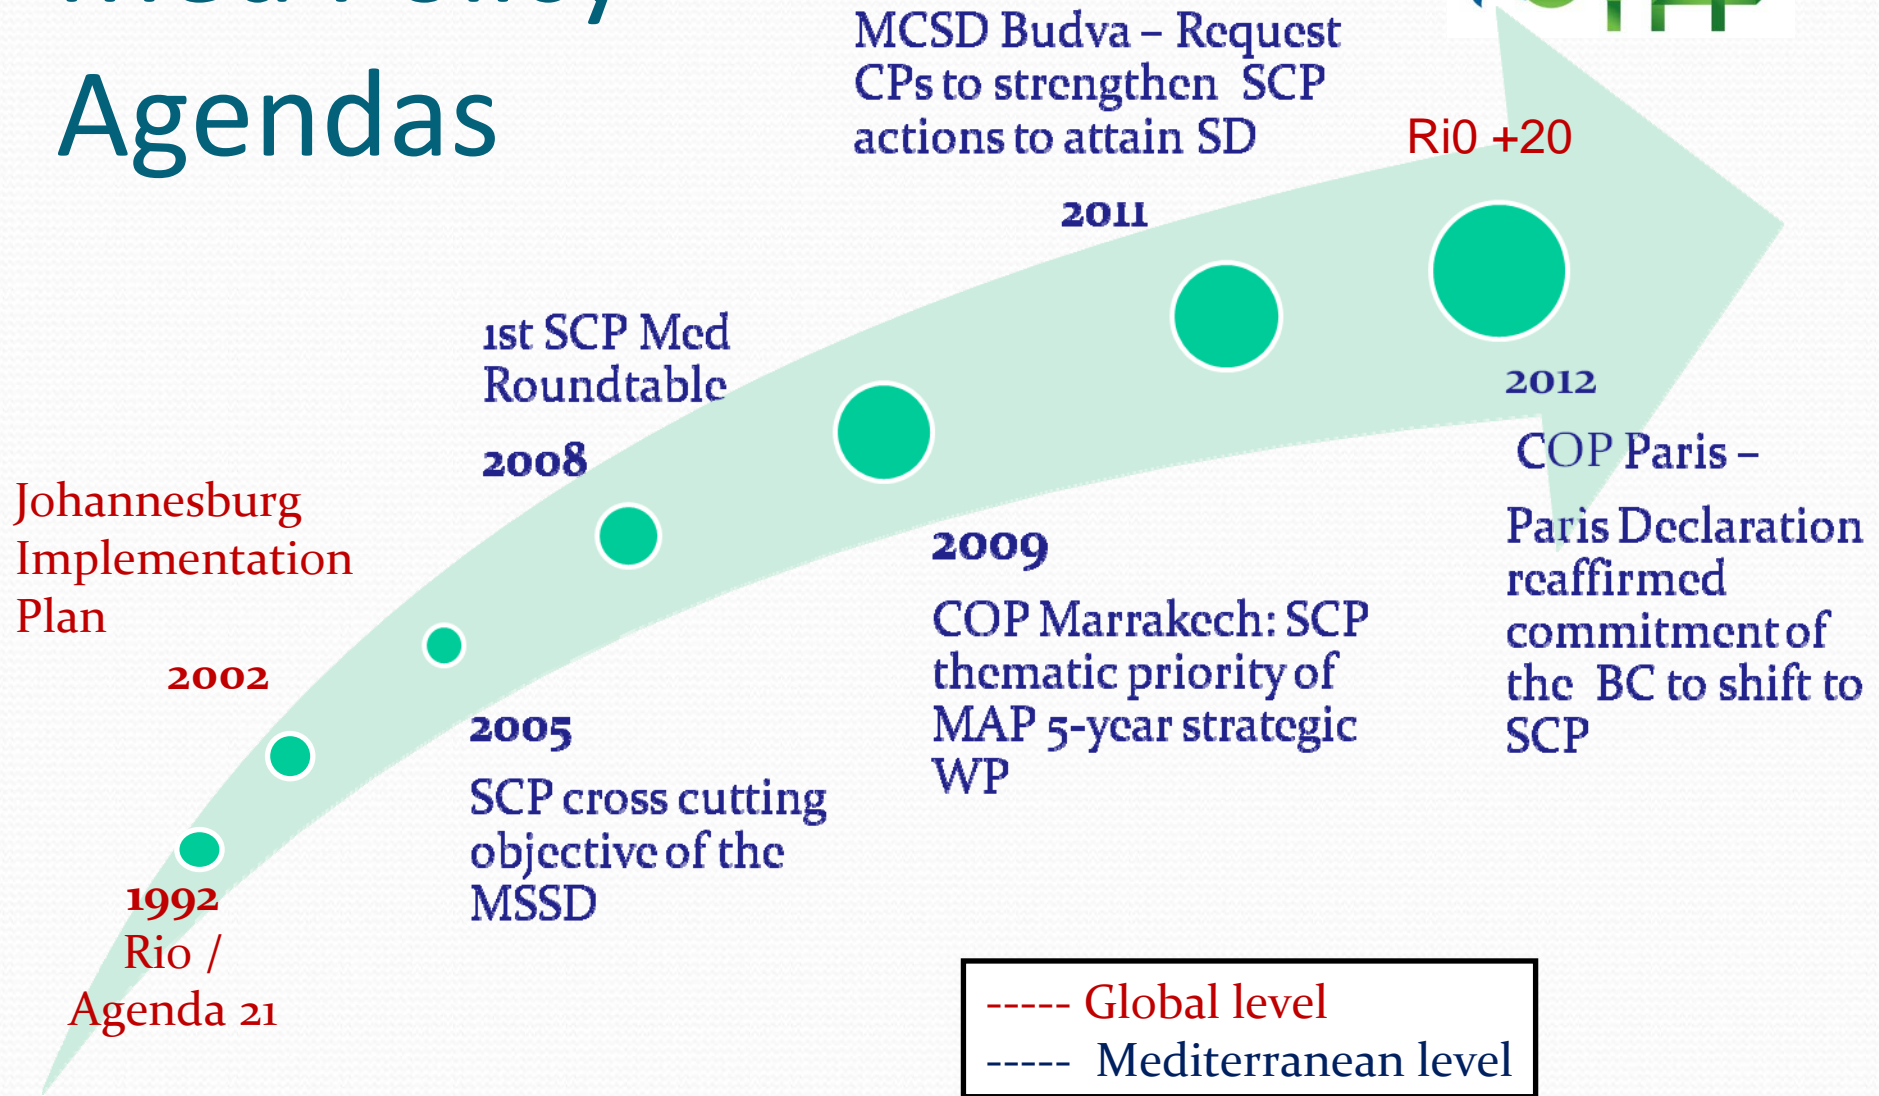 Agendas
MCSD Budva – Request
CPs to strengthen SCP
actions to attain SD
2011
Ri0 +20
1st SCP Med
Roundtable
2008
2012
COP Paris –
Paris Declaration
reaffirmed
commitment of
the BC to shift to
SCP
Johannesburg
Implementation
Plan
2002
2009
COP Marrakech: SCP
thematic priority of
MAP 5-year strategic
WP
2005
SCP cross cutting
objective of the
MSSD
1992
Rio /
Agenda 21
----- Global level
----- Mediterranean level